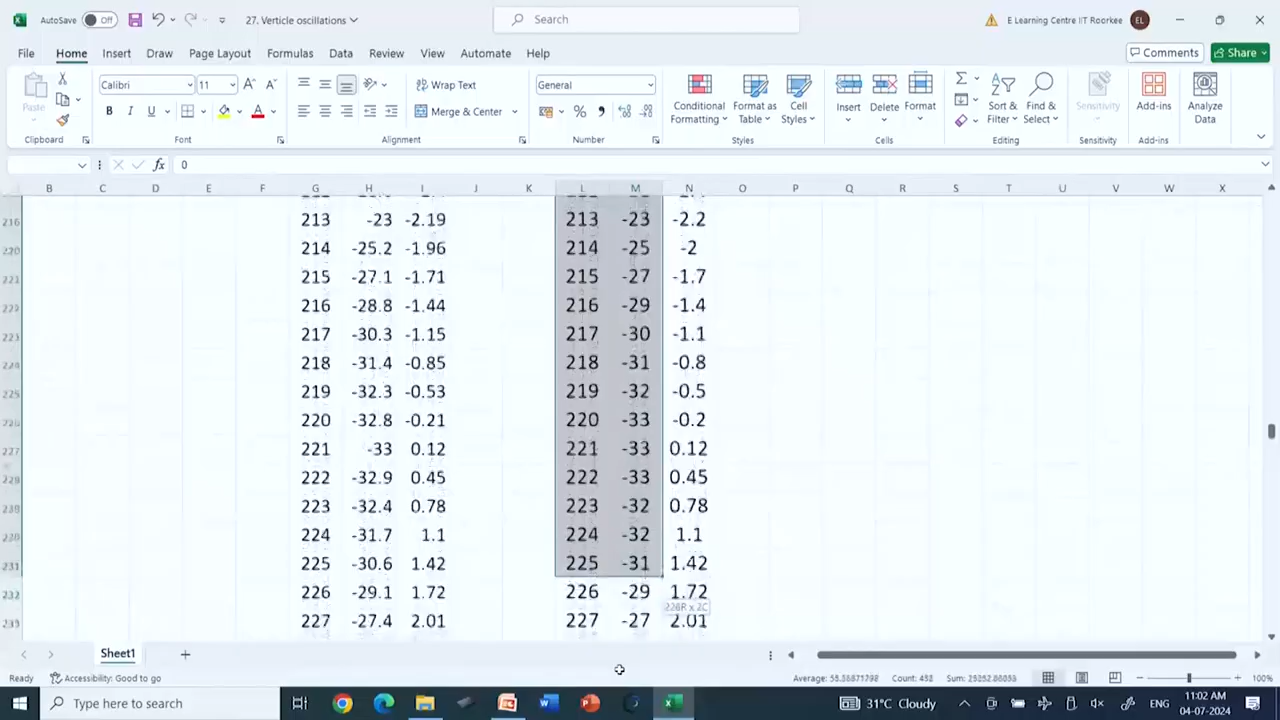 AutoSave Off 27. Verticle oscillations Search E Learning Centre IIT Roorkee EL
File Home Insert Draw Page Layout Formulas Data Review View Automate Help Comments Share
Paste Calibri 11 Wrap Text General Conditional Formatting Format as Table Cell Styles Insert Delete Format Sort & Filter Find & Select Sensitivity Add-ins Analyze Data
B I U Merge & Center
Clipboard Font Alignment Number Styles Cells Editing Sensitivity Add-ins
fx 0
B C D E F G H I J K L M N O P Q R S T U V W X
213 -23 -2.19 213 -23 -2.2
214 -25.2 -1.96 214 -25 -2
215 -27.1 -1.71 215 -27 -1.7
216 -28.8 -1.44 216 -29 -1.4
217 -30.3 -1.15 217 -30 -1.1
218 -31.4 -0.85 218 -31 -0.8
219 -32.3 -0.53 219 -32 -0.5
220 -32.8 -0.21 220 -33 -0.2
221 -33 0.12 221 -33 0.12
222 -32.9 0.45 222 -33 0.45
223 -32.4 0.78 223 -32 0.78
224 -31.7 1.1 224 -32 1.1
225 -30.6 1.42 225 -31 1.42
226 -29.1 1.72 226 -29 1.72
227 -27.4 2.01 227 -27 2.01
Sheet1
Ready Accessibility: Good to go 100%
Type here to search 31°C Cloudy ENG 11:02 AM
04-07-2024